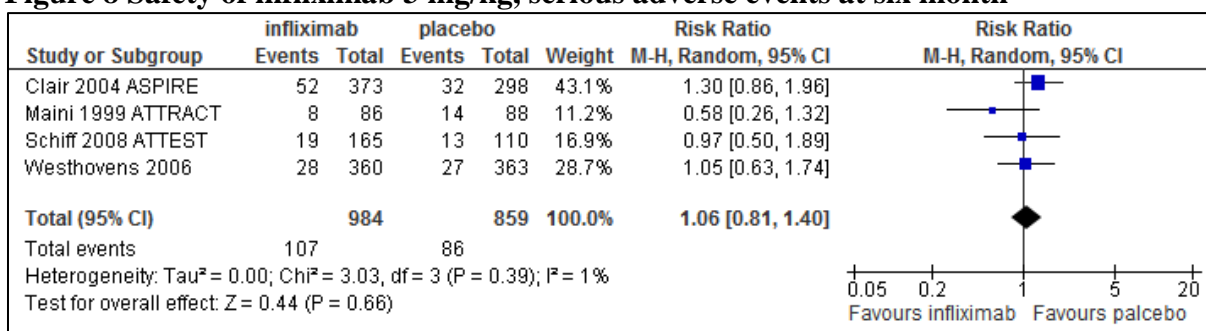 Figure 8 Safety of infliximab 3 mg/kg, serious adverse events at six month
infliximab placebo Risk Ratio Risk Ratio
Study or Subgroup Events Total Events Total Weight M-H, Random, 95% CI M-H, Random, 95% CI
Clair 2004 ASPIRE 52 373 32 298 43.1% 1.30 [0.86, 1.96]
Maini 1999 ATTRACT 8 86 14 88 11.2% 0.58 [0.26, 1.32]
Schiff 2008 ATTEST 19 165 13 110 16.9% 0.97 [0.50, 1.89]
Westhovens 2006 28 360 27 363 28.7% 1.05 [0.63, 1.74]
Total (95% CI) 984 859 100.0% 1.06 [0.81, 1.40]
Total events 107 86
Heterogeneity: Tau² = 0.00; Chi² = 3.03, df = 3 (P = 0.39); I² = 1%
Test for overall effect: Z = 0.44 (P = 0.66)
0.05 0.2 1 5 20
Favours infliximab Favours palcebo